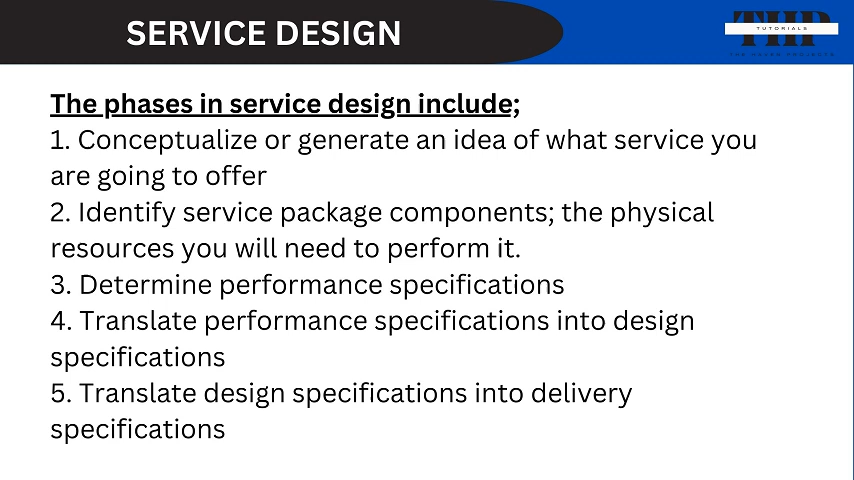 SERVICE DESIGN
THP
TUTORIALS
The phases in service design include;
1. Conceptualize or generate an idea of what service you
are going to offer
2. Identify service package components; the physical
resources you will need to perform it.
3. Determine performance specifications
4. Translate performance specifications into design
specifications
5. Translate design specifications into delivery
specifications